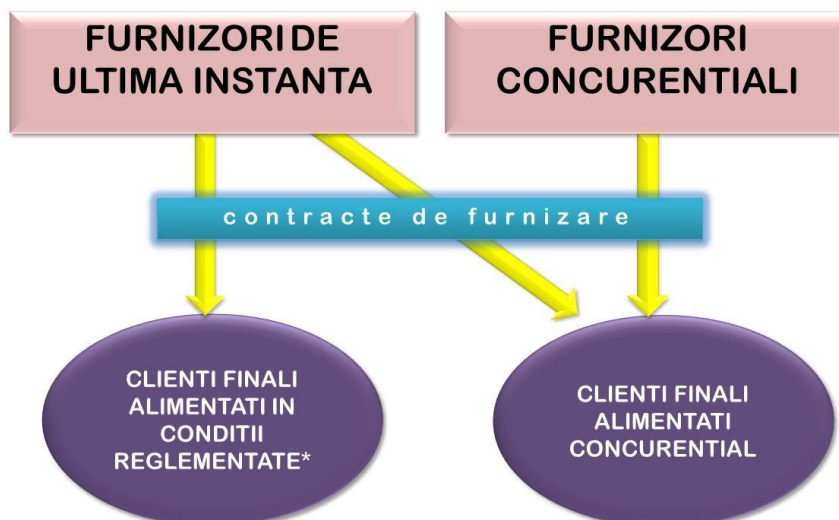 FURNIZORI DE
ULTIMA INSTANTA
FURNIZORI
CONCURENTIALI
contracte de furnizare
CLIENTI FINALI
ALIMENTATI IN
CONDITII
REGLEMENTATE*
CLIENTI FINALI
ALIMENTATI
CONCURENTIAL